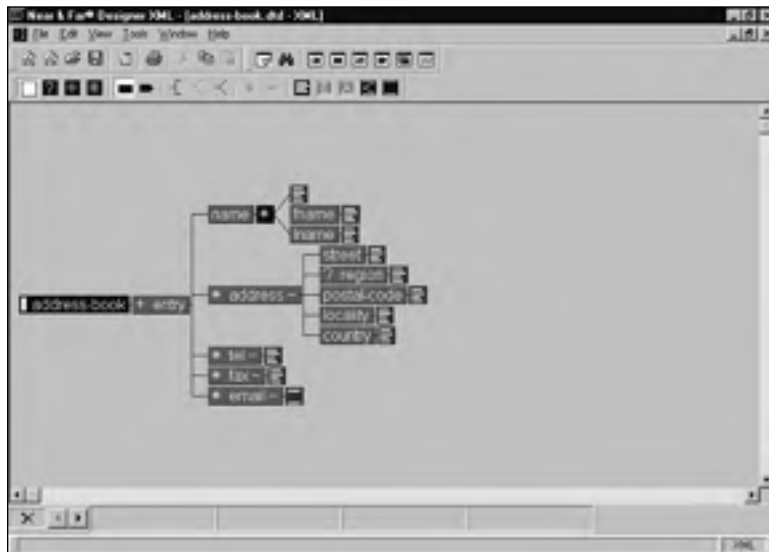 Near & Far® Designer XML - [address-book.dtd - XML]
File Edit View Tools Window Help
name
fname
lname
street
? region
address
postal-code
address-book + entry
locality
country
* tel
* fax
* email
XML